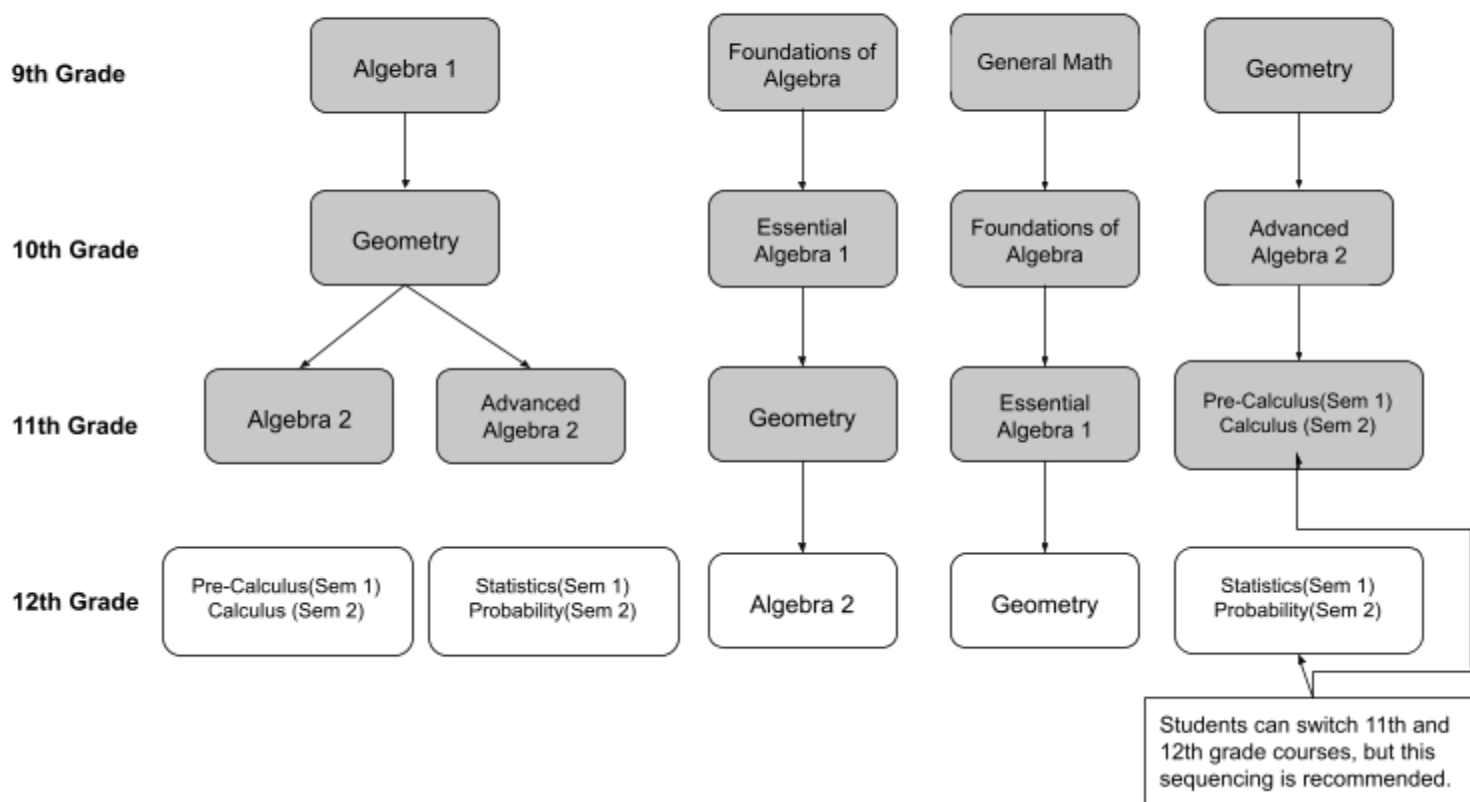 9th Grade
Algebra 1
Foundations of
Algebra
General Math
Geometry
10th Grade
Geometry
Essential
Algebra 1
Foundations of
Algebra
Advanced
Algebra 2
11th Grade
Algebra 2
Advanced
Algebra 2
Geometry
Essential
Algebra 1
Pre-Calculus(Sem 1)
Calculus (Sem 2)
12th Grade
Pre-Calculus(Sem 1)
Calculus (Sem 2)
Statistics(Sem 1)
Probability(Sem 2)
Algebra 2
Geometry
Statistics(Sem 1)
Probability(Sem 2)
Students can switch 11th and
12th grade courses, but this
sequencing is recommended.